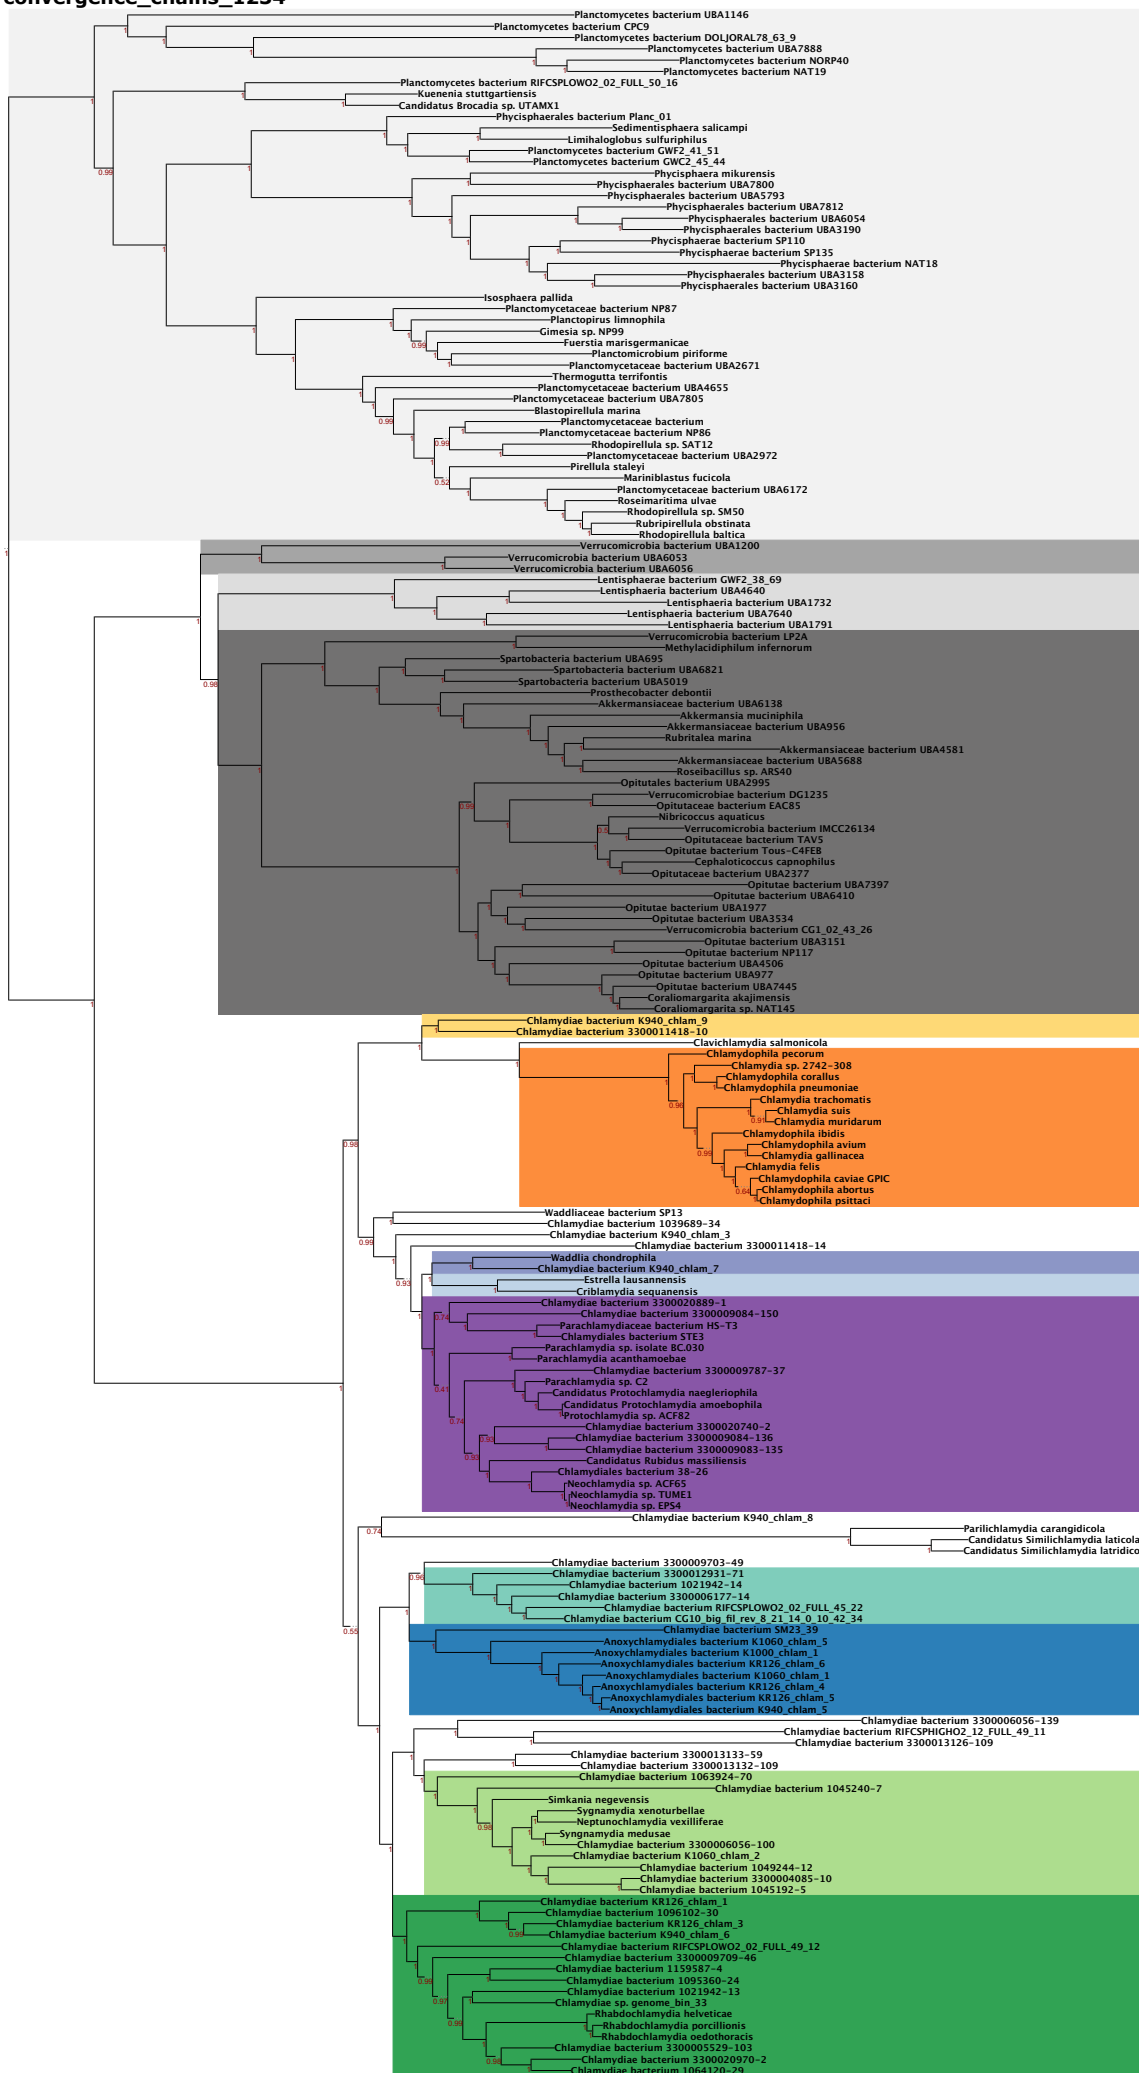 convergence_chains_1234
Planctomycetes bacterium UBA1146
Planctomycetes bacterium CPC9
Planctomycetes bacterium DOLJORAL78_63_9
Planctomycetes bacterium UBA7888
Planctomycetes bacterium NORP40
Planctomycetes bacterium NAT19
Planctomycetes bacterium RIFCSPLOWO2_02_FULL_50_16
Kuenenia stuttgartiensis
Candidatus Brocadia sp. UTAMX1
Phycisphaerales bacterium Planc_01
Sedimentisphaera salicampi
Limihaloglobus sulfuriphilus
Planctomycetes bacterium GWF2_41_51
Planctomycetes bacterium GWC2_45_44
Phycisphaera mikurensis
Phycisphaerales bacterium UBA7800
Phycisphaerales bacterium UBA5793
Phycisphaerales bacterium UBA7812
Phycisphaerales bacterium UBA6054
Phycisphaerales bacterium UBA3190
Phycisphaerae bacterium SP110
Phycisphaerae bacterium SP135
Phycisphaerae bacterium NAT18
Phycisphaerales bacterium UBA3158
Phycisphaerales bacterium UBA3160
Isosphaera pallida
Planctomycetaceae bacterium NP87
Planctopirus limnophila
Gimesia sp. NP99
Fuerstia marisgermanicae
Planctomicrobium piriforme
Planctomycetaceae bacterium UBA2671
Thermogutta terrifontis
Planctomycetaceae bacterium UBA4655
Planctomycetaceae bacterium UBA7805
Blastopirellula marina
Planctomycetaceae bacterium
Planctomycetaceae bacterium NP86
Rhodopirellula sp. SAT12
Planctomycetaceae bacterium UBA2972
Pirellula staleyi
Mariniblastus fucicola
Planctomycetaceae bacterium UBA6172
Roseimaritima ulvae
Rhodopirellula sp. SM50
Rubripirellula obstinata
Rhodopirellula baltica
Verrucomicrobia bacterium UBA1200
Verrucomicrobia bacterium UBA6053
Verrucomicrobia bacterium UBA6056
Lentisphaerae bacterium GWF2_38_69
Lentisphaeria bacterium UBA4640
Lentisphaeria bacterium UBA1732
Lentisphaeria bacterium UBA7640
Lentisphaeria bacterium UBA1791
Verrucomicrobia bacterium LP2A
Methylacidiphilum infernorum
Spartobacteria bacterium UBA695
Spartobacteria bacterium UBA6821
Spartobacteria bacterium UBA5019
Prosthecobacter debontii
Akkermansiaceae bacterium UBA6138
Akkermansia muciniphila
Akkermansiaceae bacterium UBA956
Rubritalea marina
Akkermansiaceae bacterium UBA4581
Akkermansiaceae bacterium UBA5688
Roseibacillus sp. ARS40
Opitutales bacterium UBA2995
Verrucomicrobiae bacterium DG1235
Opitutaceae bacterium EAC85
Nibricoccus aquaticus
Verrucomicrobia bacterium IMCC26134
Opitutaceae bacterium TAV5
Opitutae bacterium Tous-C4FEB
Cephaloticoccus capnophilus
Opitutaceae bacterium UBA2377
Opitutae bacterium UBA7397
Opitutae bacterium UBA6410
Opitutae bacterium UBA1977
Opitutae bacterium UBA3534
Verrucomicrobia bacterium CG1_02_43_26
Opitutae bacterium UBA3151
Opitutae bacterium NP117
Opitutae bacterium UBA4506
Opitutae bacterium UBA977
Opitutae bacterium UBA7445
Coraliomargarita akajimensis
Coraliomargarita sp. NAT145
Chlamydiae bacterium K940_chlam_9
Chlamydiae bacterium 3300011418-10
Clavichlamydia salmonicola
Chlamydophila pecorum
Chlamydia sp. 2742-308
Chlamydophila corallus
Chlamydophila pneumoniae
Chlamydia trachomatis
Chlamydia suis
Chlamydia muridarum
Chlamydophila ibidis
Chlamydophila avium
Chlamydia gallinacea
Chlamydia felis
Chlamydophila caviae GPIC
Chlamydophila abortus
Chlamydophila psittaci
Waddliaceae bacterium SP13
Chlamydiae bacterium 1039689-34
Chlamydiae bacterium K940_chlam_3
Chlamydiae bacterium 3300011418-14
Waddlia chondrophila
Chlamydiae bacterium K940_chlam_7
Estrella lausannensis
Criblamydia sequanensis
Chlamydiae bacterium 3300020889-1
Chlamydiae bacterium 3300009084-150
Parachlamydiaceae bacterium HS-T3
Chlamydiales bacterium STE3
Parachlamydia sp. isolate BC.030
Parachlamydia acanthamoebae
Chlamydiae bacterium 3300009787-37
Parachlamydia sp. C2
Candidatus Protochlamydia naegleriophila
Candidatus Protochlamydia amoebophila
Protochlamydia sp. ACF82
Chlamydiae bacterium 3300020740-2
Chlamydiae bacterium 3300009084-136
Chlamydiae bacterium 3300009083-135
Candidatus Rubidus massiliensis
Chlamydiales bacterium 38-26
Neochlamydia sp. ACF65
Neochlamydia sp. TUME1
Neochlamydia sp. EPS4
Chlamydiae bacterium K940_chlam_8
Parilichlamydia carangidicola
Candidatus Similichlamydia laticola
Candidatus Similichlamydia latridico
Chlamydiae bacterium 3300009703-49
Chlamydiae bacterium 3300012931-71
Chlamydiae bacterium 1021942-14
Chlamydiae bacterium 3300006177-14
Chlamydiae bacterium RIFCSPLOWO2_02_FULL_45_22
Chlamydiae bacterium CG10_big_fil_rev_8_21_14_0_10_42_34
Chlamydiae bacterium SM23_39
Anoxychlamydiales bacterium K1060_chlam_5
Anoxychlamydiales bacterium K1000_chlam_1
Anoxychlamydiales bacterium KR126_chlam_6
Anoxychlamydiales bacterium K1060_chlam_1
Anoxychlamydiales bacterium KR126_chlam_4
Anoxychlamydiales bacterium KR126_chlam_5
Anoxychlamydiales bacterium K940_chlam_5
Chlamydiae bacterium 3300006056-139
Chlamydiae bacterium RIFCSPHIGHO2_12_FULL_49_11
Chlamydiae bacterium 3300013126-109
Chlamydiae bacterium 3300013133-59
Chlamydiae bacterium 3300013132-109
Chlamydiae bacterium 1063924-70
Chlamydiae bacterium 1045240-7
Simkania negevensis
Sygnamydia xenoturbellae
Neptunochlamydia vexilliferae
Syngnamydia medusae
Chlamydiae bacterium 3300006056-100
Chlamydiae bacterium K1060_chlam_2
Chlamydiae bacterium 1049244-12
Chlamydiae bacterium 3300004085-10
Chlamydiae bacterium 1045192-5
Chlamydiae bacterium KR126_chlam_1
Chlamydiae bacterium 1096102-30
Chlamydiae bacterium KR126_chlam_3
Chlamydiae bacterium K940_chlam_6
Chlamydiae bacterium RIFCSPLOWO2_02_FULL_49_12
Chlamydiae bacterium 3300009709-46
Chlamydiae bacterium 1159587-4
Chlamydiae bacterium 1095360-24
Chlamydiae bacterium 1021942-13
Chlamydiae sp. genome_bin_33
Rhabdochlamydia helveticae
Rhabdochlamydia porcillionis
Rhabdochlamydia oedothoracis
Chlamydiae bacterium 3300005529-103
Chlamydiae bacterium 3300020970-2
Chlamydiae bacterium 1064120-29